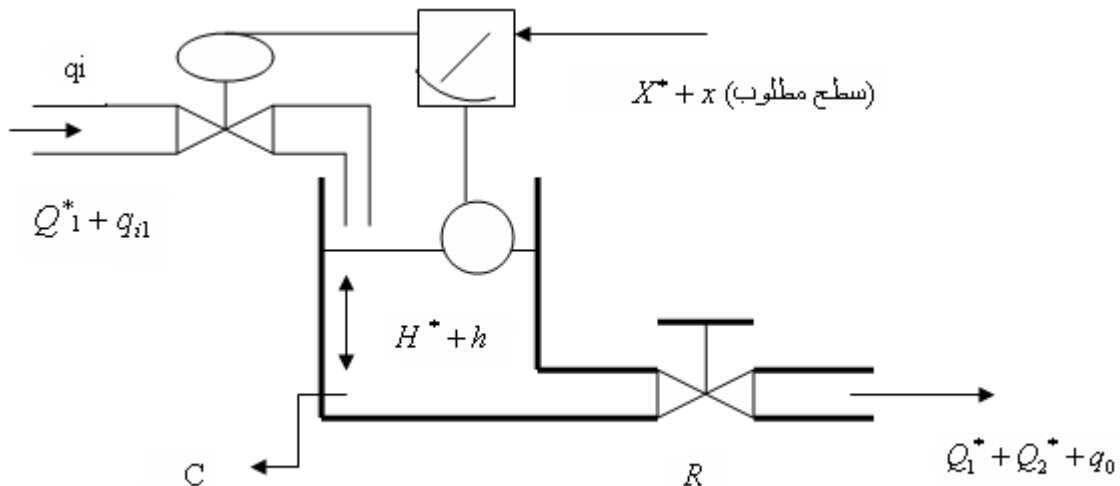 qi
X* + x (سطح مطلوب)
Q*1 + qi1
H* + h
C
R
Q1* + Q2* + q0